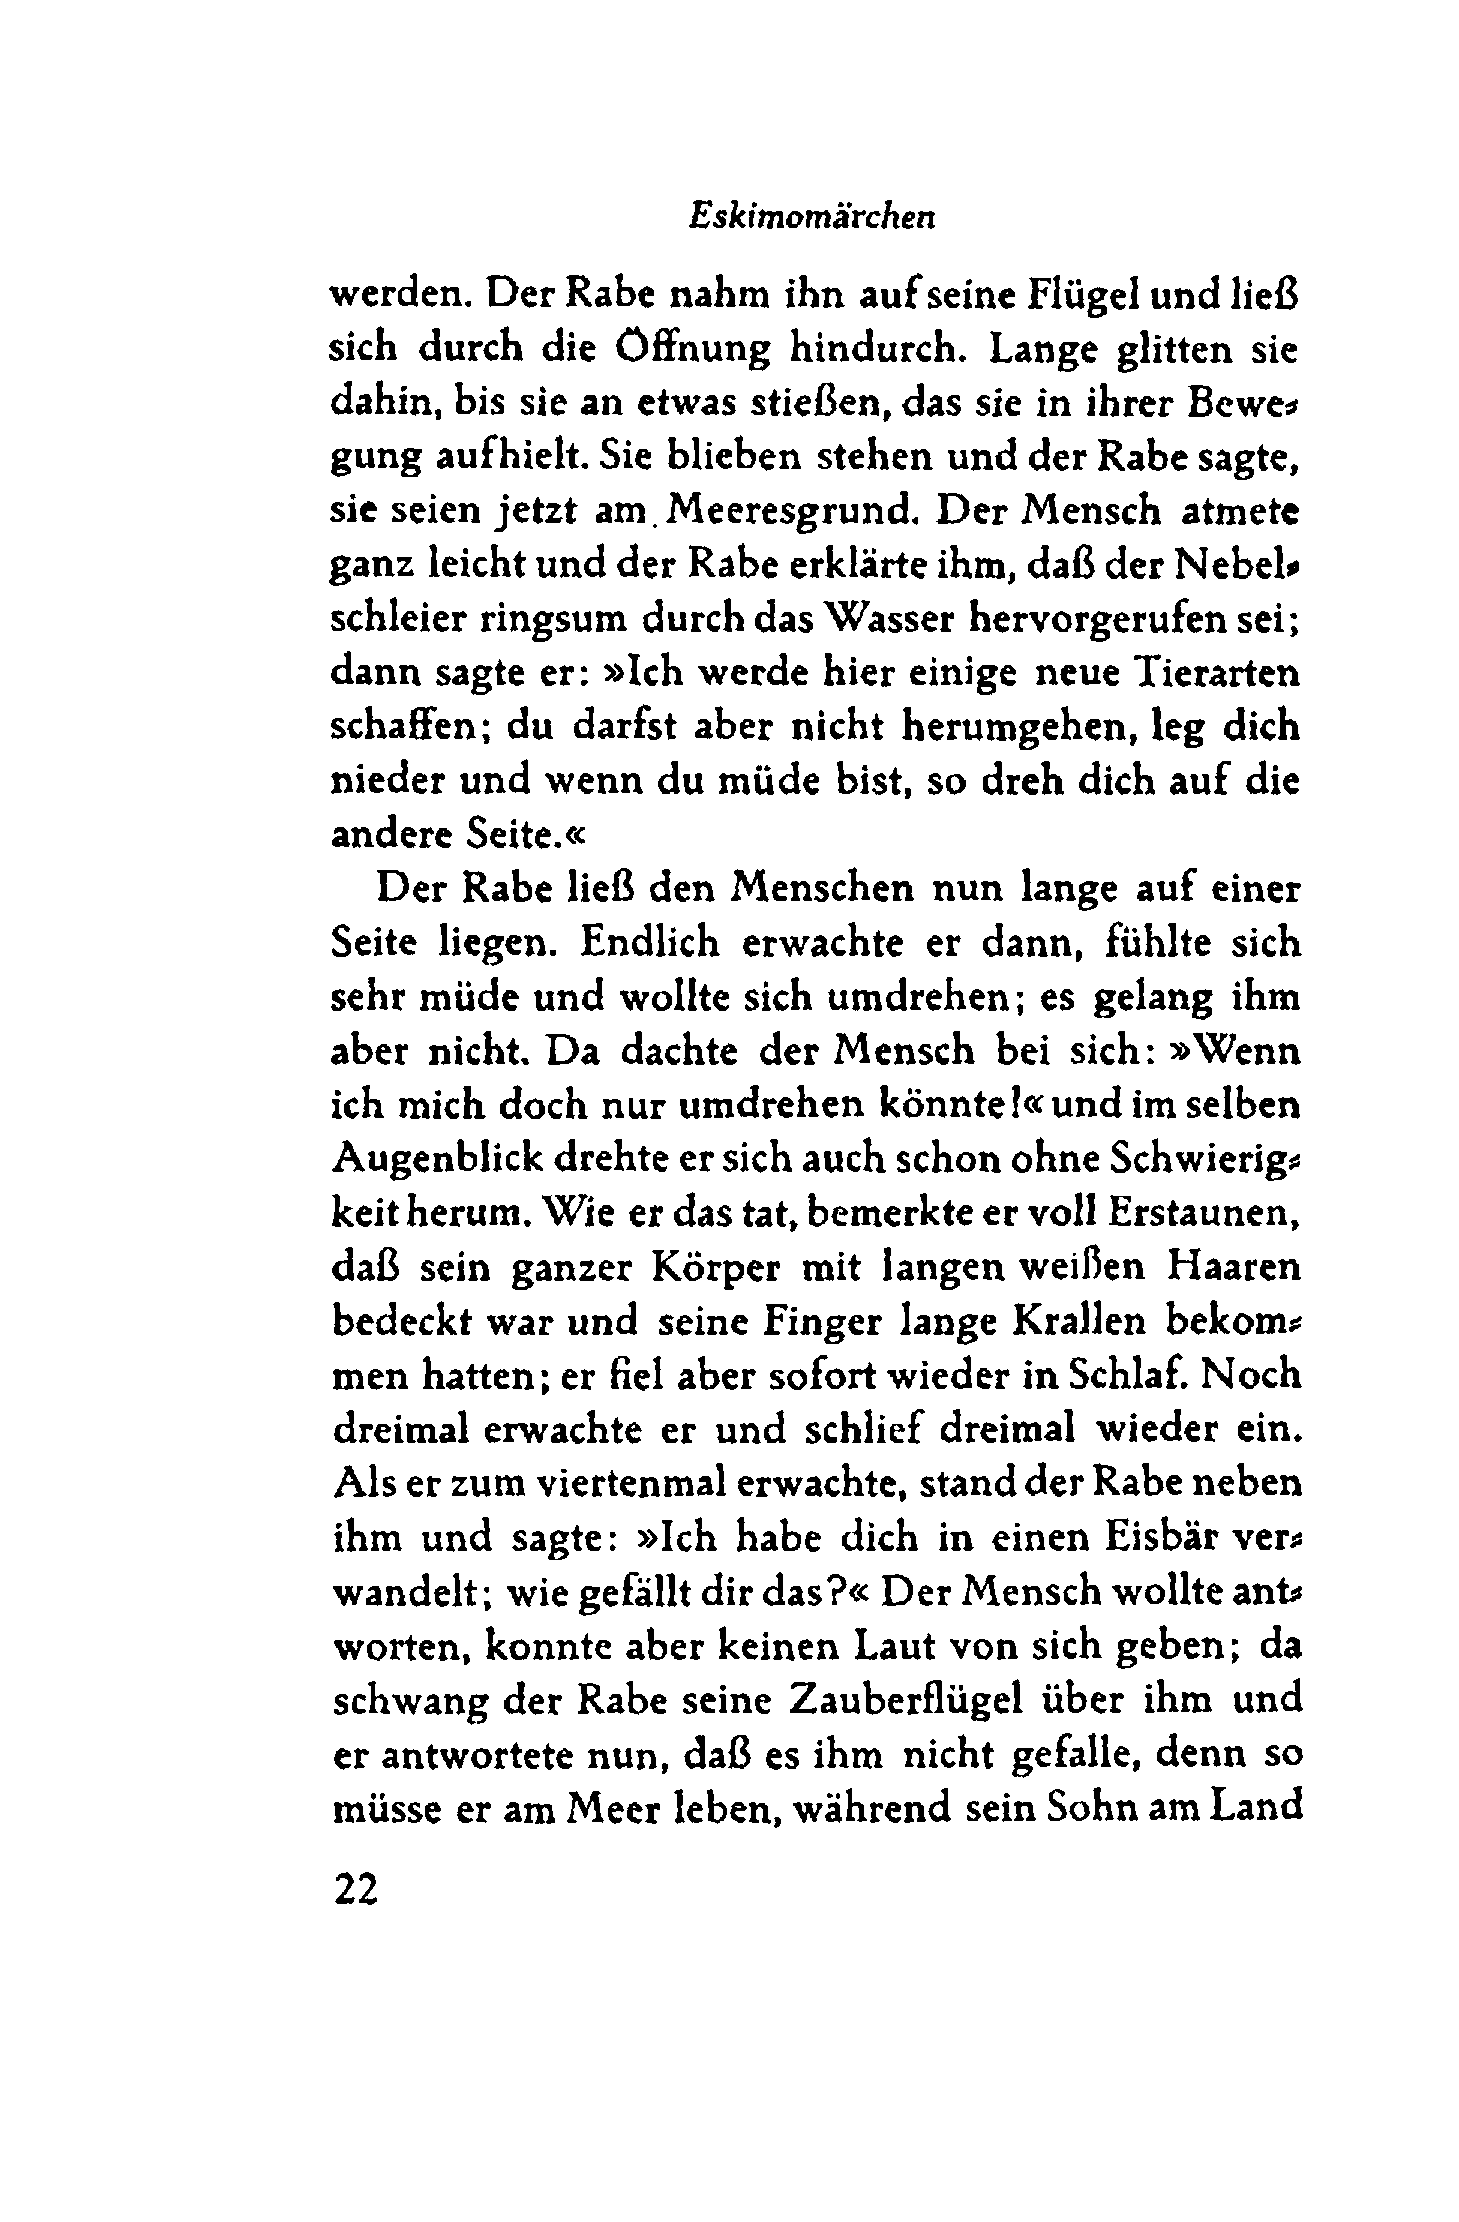 Eskimomärchen
werden. Der Rabe nahm ihn auf seine Flügel und ließ
sich durch die Öffnung hindurch. Lange glitten sie
dahin, bis sie an etwas stießen, das sie in ihrer Bewe-
gung aufhielt. Sie blieben stehen und der Rabe sagte,
sie seien jetzt am Meeresgrund. Der Mensch atmete
ganz leicht und der Rabe erklärte ihm, daß der Nebel-
schleier ringsum durch das Wasser hervorgerufen sei;
dann sagte er: »Ich werde hier einige neue Tierarten
schaffen; du darfst aber nicht herumgehen, leg dich
nieder und wenn du müde bist, so dreh dich auf die
andere Seite.«
Der Rabe ließ den Menschen nun lange auf einer
Seite liegen. Endlich erwachte er dann, fühlte sich
sehr müde und wollte sich umdrehen; es gelang ihm
aber nicht. Da dachte der Mensch bei sich: »Wenn
ich mich doch nur umdrehen könnte!« und im selben
Augenblick drehte er sich auch schon ohne Schwierig-
keit herum. Wie er das tat, bemerkte er voll Erstaunen,
daß sein ganzer Körper mit langen weißen Haaren
bedeckt war und seine Finger lange Krallen bekom-
men hatten; er fiel aber sofort wieder in Schlaf. Noch
dreimal erwachte er und schlief dreimal wieder ein.
Als er zum viertenmal erwachte, stand der Rabe neben
ihm und sagte: »Ich habe dich in einen Eisbär ver-
wandelt; wie gefällt dir das?« Der Mensch wollte ant-
worten, konnte aber keinen Laut von sich geben; da
schwang der Rabe seine Zauberflügel über ihm und
er antwortete nun, daß es ihm nicht gefalle, denn so
müsse er am Meer leben, während sein Sohn am Land
22